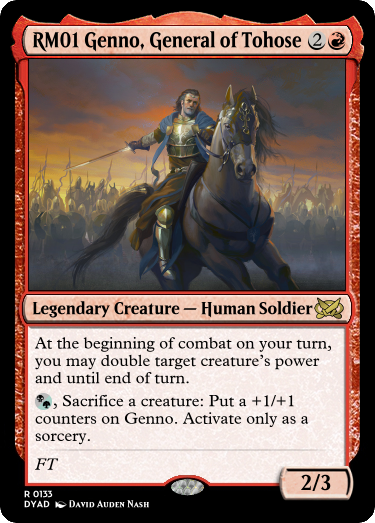 RM01 Genno, General of Tohose 2
Legendary Creature — Human Soldier
At the beginning of combat on your turn,
you may double target creature's power
and until end of turn.
, Sacrifice a creature: Put a +1/+1
counters on Genno. Activate only as a
sorcery.
FT
2/3
R 0133
DYAD David Auden Nash